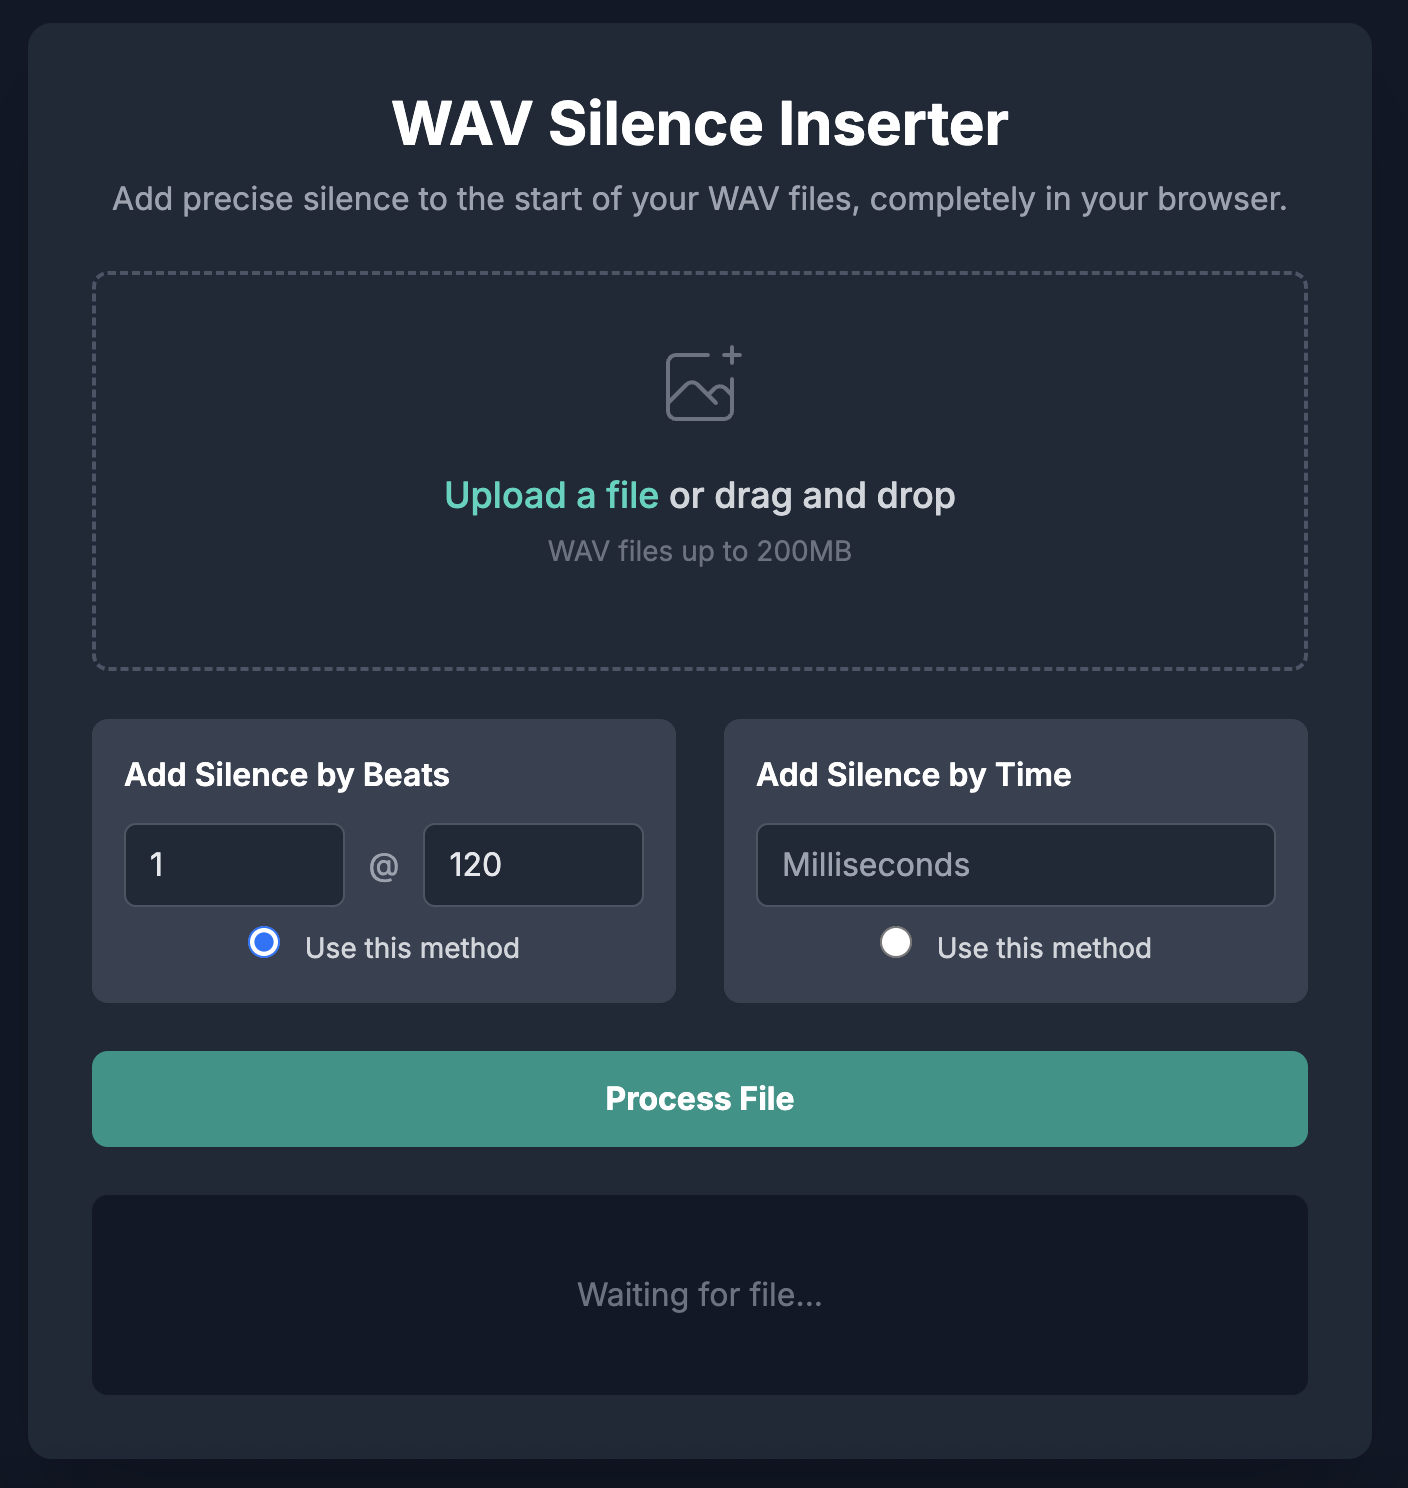 WAV Silence Inserter
Add precise silence to the start of your WAV files, completely in your browser.
Upload a file or drag and drop
WAV files up to 200MB
Add Silence by Beats
1 @ 120
Use this method
Add Silence by Time
Milliseconds
Use this method
Process File
Waiting for file...